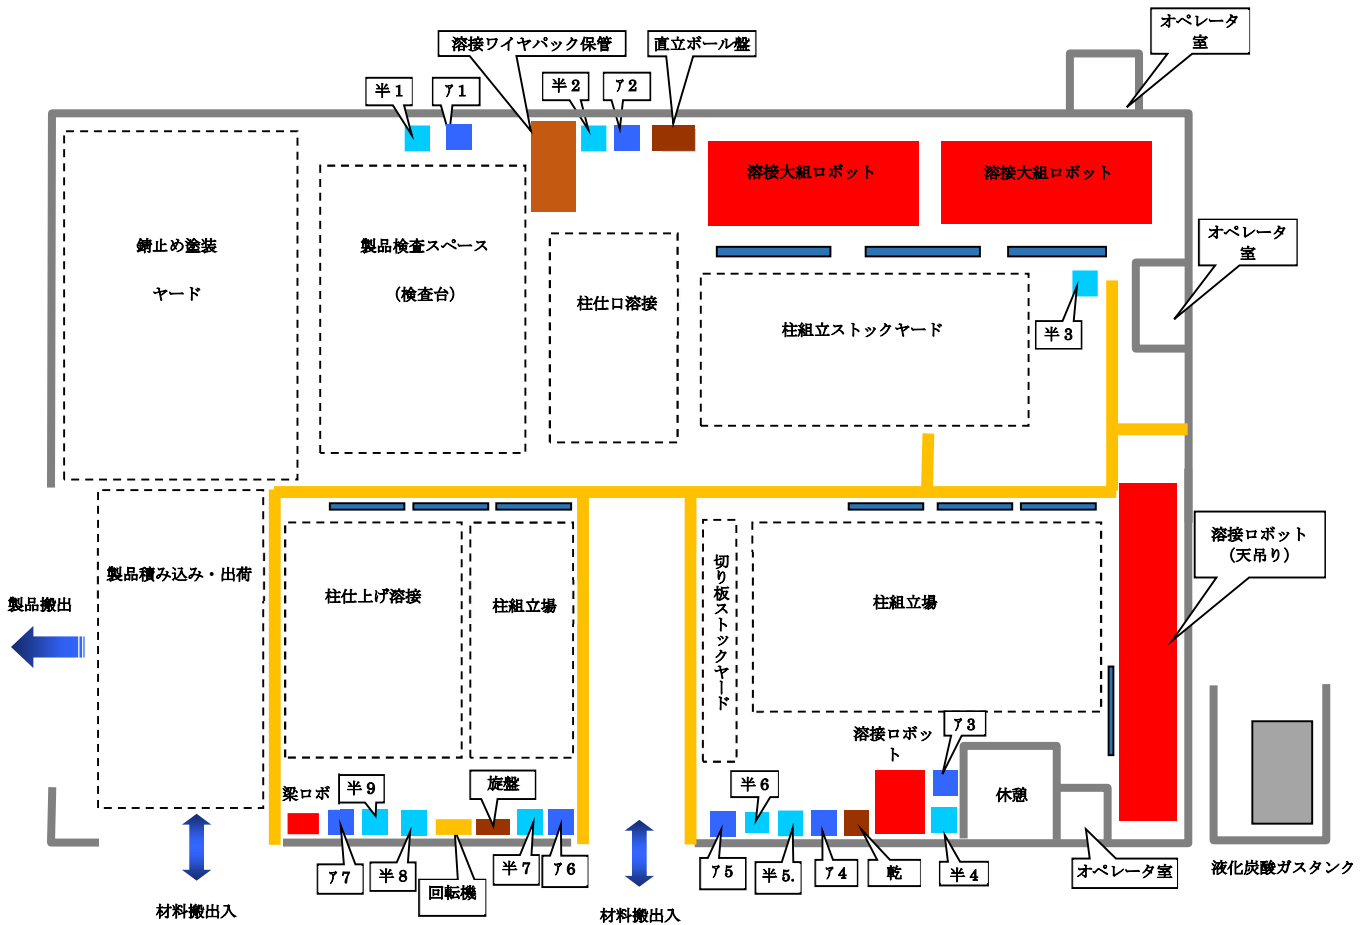 オペレータ
室
溶接ワイヤパック保管
直立ボール盤
半1
ｱ1
半2
ｱ2
溶接大組ロボット
溶接大組ロボット
錆止め塗装
ヤード
製品検査スペース
（検査台）
柱仕口溶接
柱組立ストックヤード
オペレータ
室
半3
製品積み込み・出荷
製品搬出
柱仕上げ溶接
柱組立場
切り板ストックヤード
柱組立場
溶接ロボット
（天吊り）
溶接ロボッ
ト
ｱ3
休憩
梁ロボ
半9
旋盤
半6
ｱ7
半8
回転機
半7
ｱ6
ｱ5
半5.
ｱ4
乾
半4
オペレータ室
液化炭酸ガスタンク
材料搬出入
材料搬出入